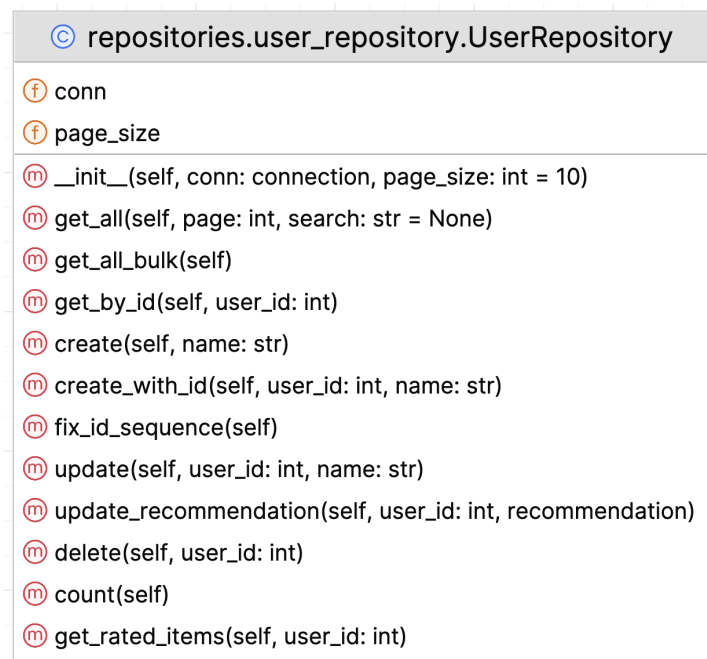 © repositories.user_repository.UserRepository
f conn
f page_size
m __init__(self, conn: connection, page_size: int = 10)
m get_all(self, page: int, search: str = None)
m get_all_bulk(self)
m get_by_id(self, user_id: int)
m create(self, name: str)
m create_with_id(self, user_id: int, name: str)
m fix_id_sequence(self)
m update(self, user_id: int, name: str)
m update_recommendation(self, user_id: int, recommendation)
m delete(self, user_id: int)
m count(self)
m get_rated_items(self, user_id: int)